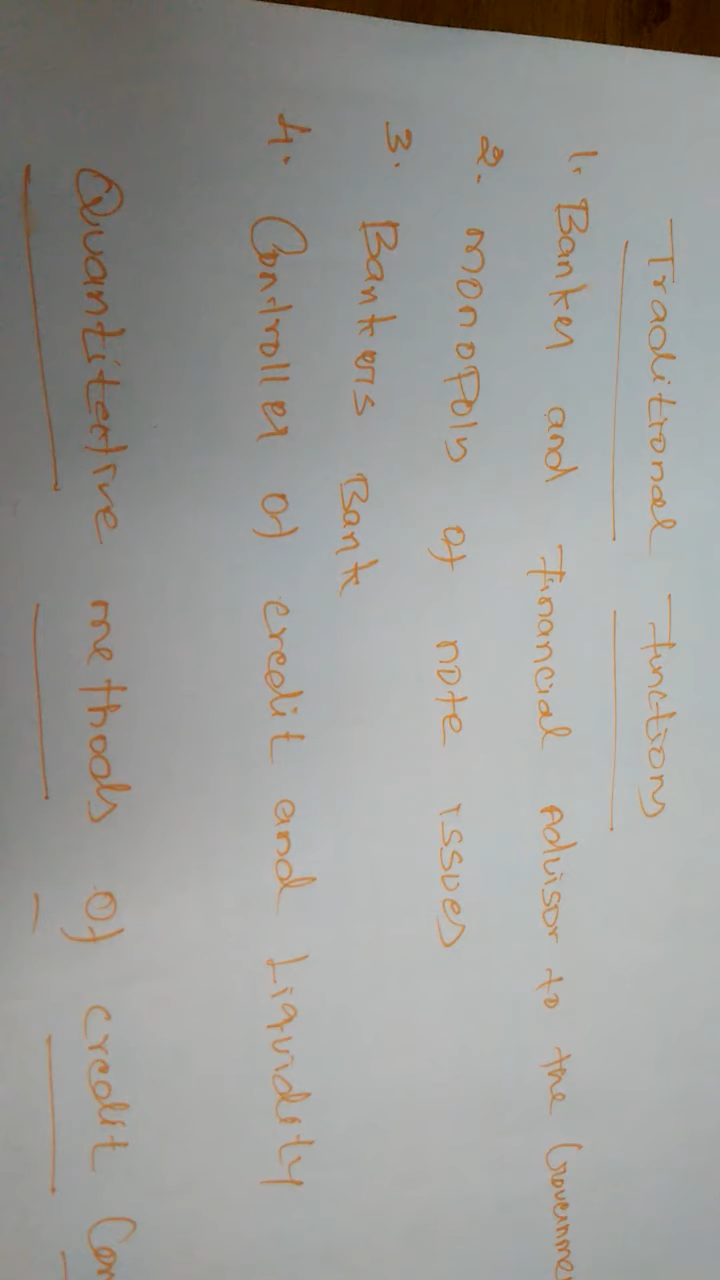 Traditional Functions
1. Banker and Financial Advisor to the Governme
2. monopoly of note issues
3. Bankers Bank
4. Controller of credit and Liquidity
Quantitative methods of credit Con